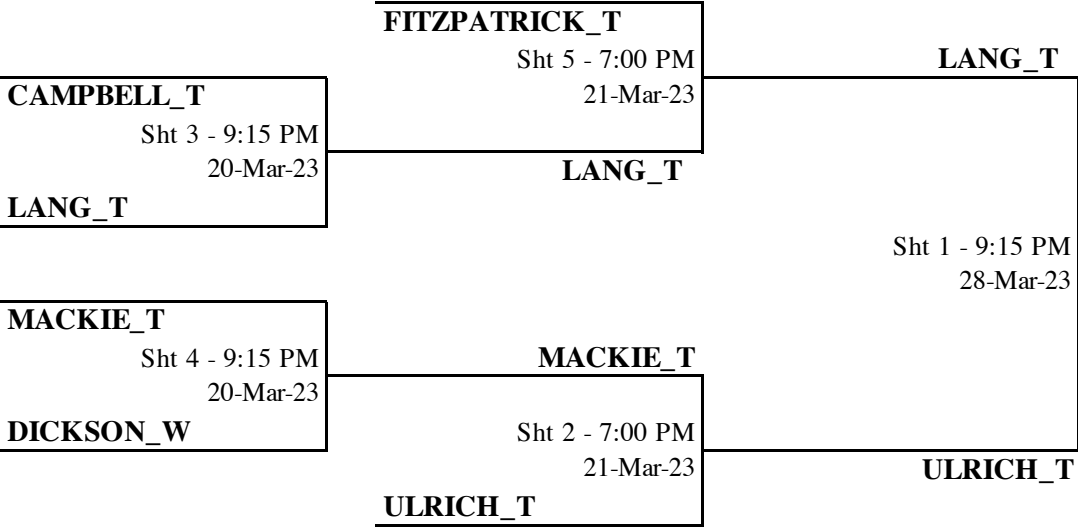 FITZPATRICK_T
Sht 5 - 7:00 PM
LANG_T
CAMPBELL_T
21-Mar-23
Sht 3 - 9:15 PM
20-Mar-23
LANG_T
LANG_T
Sht 1 - 9:15 PM
28-Mar-23
MACKIE_T
Sht 4 - 9:15 PM
MACKIE_T
20-Mar-23
DICKSON_W
Sht 2 - 7:00 PM
21-Mar-23
ULRICH_T
ULRICH_T